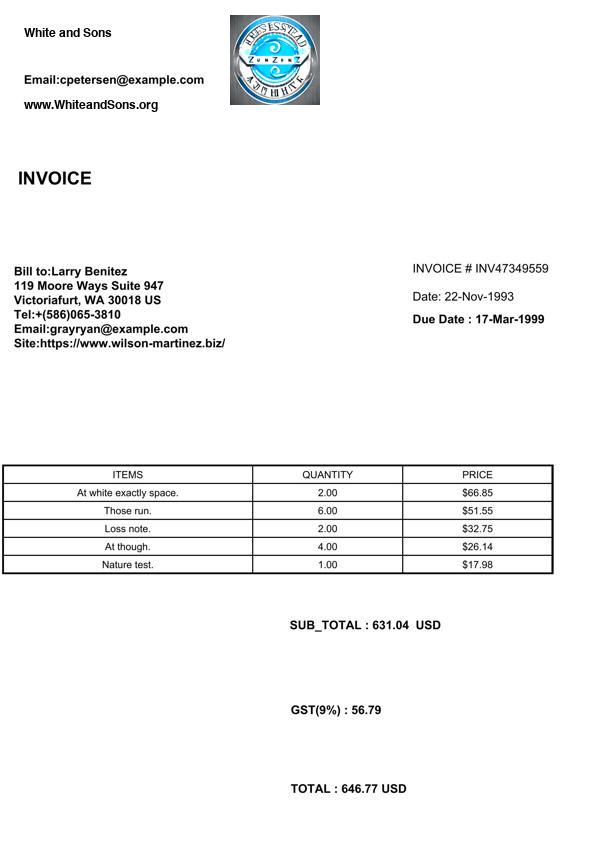 White and Sons
Email:cpetersen@example.com
www.WhiteandSons.org
INVOICE
Bill to:Larry Benitez
119 Moore Ways Suite 947
Victoriafurt, WA 30018 US
Tel:+(586)065-3810
Email:grayryan@example.com
Site:https://www.wilson-martinez.biz/
INVOICE # INV47349559
Date: 22-Nov-1993
Due Date : 17-Mar-1999
ITEMS QUANTITY PRICE
At white exactly space. 2.00 $66.85
Those run. 6.00 $51.55
Loss note. 2.00 $32.75
At though. 4.00 $26.14
Nature test. 1.00 $17.98
SUB_TOTAL : 631.04 USD
GST(9%) : 56.79
TOTAL : 646.77 USD